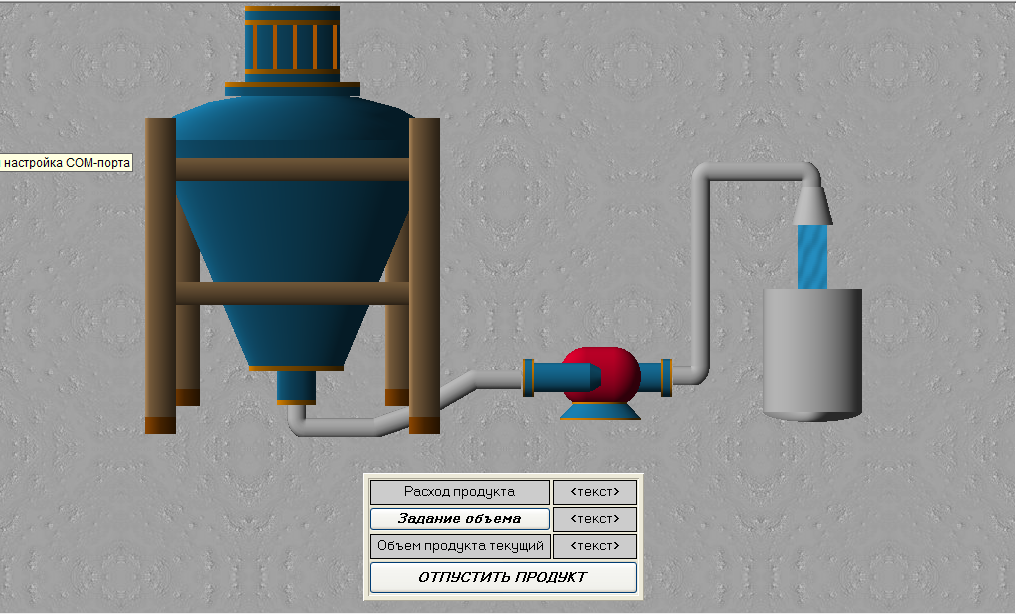 настройка COM-порта
Расход продукта <текст>
Задание объема <текст>
Объем продукта текущий <текст>
ОТПУСТИТЬ ПРОДУКТ